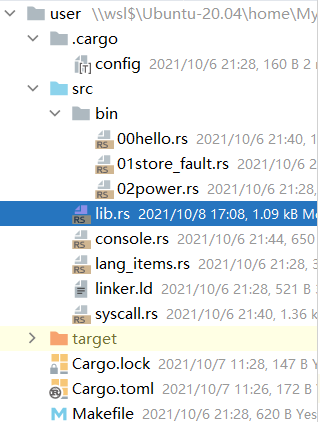 user \\wsl$\Ubuntu-20.04\home\My
.cargo
config 2021/10/6 21:28, 160 B 2
src
bin
00hello.rs 2021/10/6 21:40, 1
01store_fault.rs 2021/10/6 2
02power.rs 2021/10/6 21:28,
lib.rs 2021/10/8 17:08, 1.09 kB Mo
console.rs 2021/10/6 21:44, 650
lang_items.rs 2021/10/6 21:28, 3
linker.ld 2021/10/6 21:28, 521 B 3
syscall.rs 2021/10/6 21:40, 1.36 k
target
Cargo.lock 2021/10/7 11:28, 147 B Y
Cargo.toml 2021/10/7 11:26, 172 B
Makefile 2021/10/6 21:28, 620 B Yes